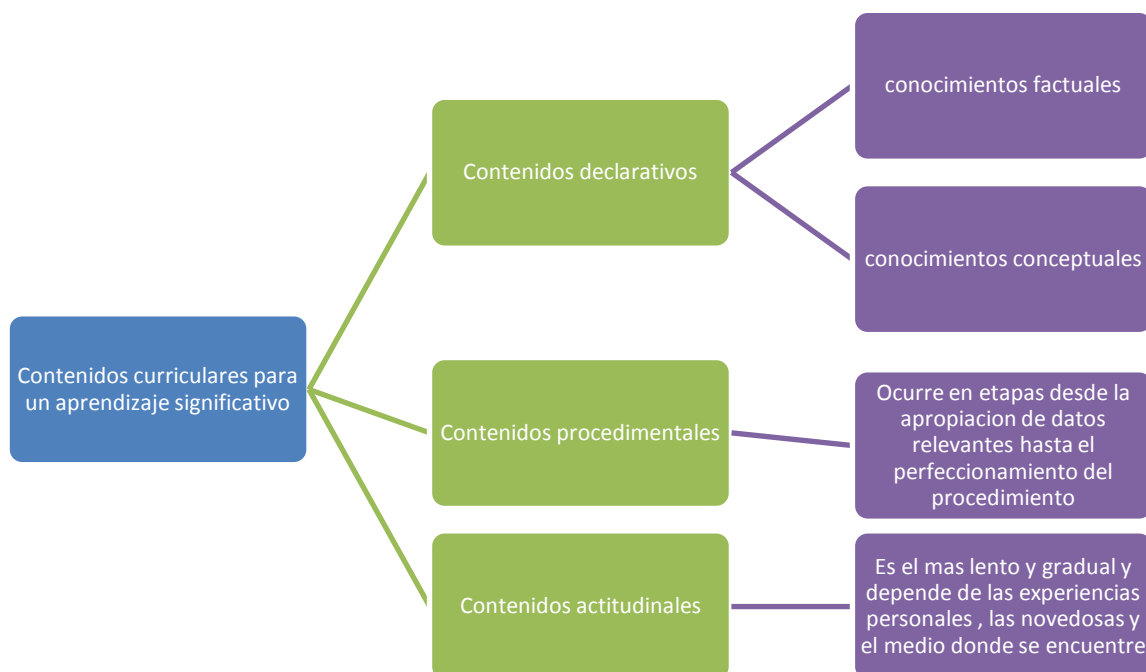 Contenidos curriculares para
un aprendizaje significativo
Contenidos declarativos
conocimientos factuales
conocimientos conceptuales
Contenidos procedimentales
Ocurre en etapas desde la
apropiacion de datos
relevantes hasta el
perfeccionamiento del
procedimiento
Contenidos actitudinales
Es el mas lento y gradual y
depende de las experiencias
personales , las novedosas y
el medio donde se encuentre